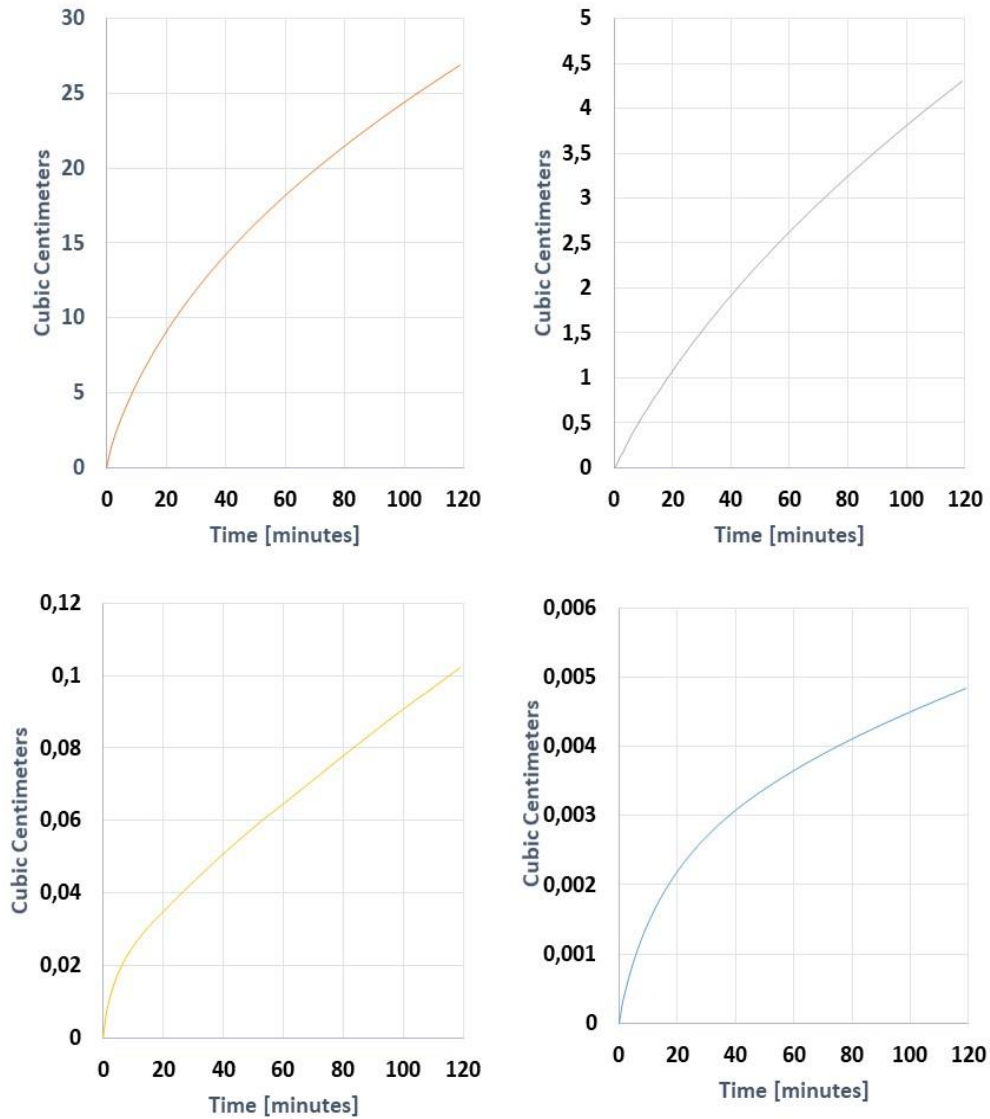 30
25
20
15
10
5
0
Cubic Centimeters
0 20 40 60 80 100 120
Time [minutes]
5
4,5
4
3,5
3
2,5
2
1,5
1
0,5
0
Cubic Centimeters
0 20 40 60 80 100 120
Time [minutes]
0,12
0,1
0,08
0,06
0,04
0,02
0
Cubic Centimeters
0 20 40 60 80 100 120
Time [minutes]
0,006
0,005
0,004
0,003
0,002
0,001
0
Cubic Centimeters
0 20 40 60 80 100 120
Time [minutes]